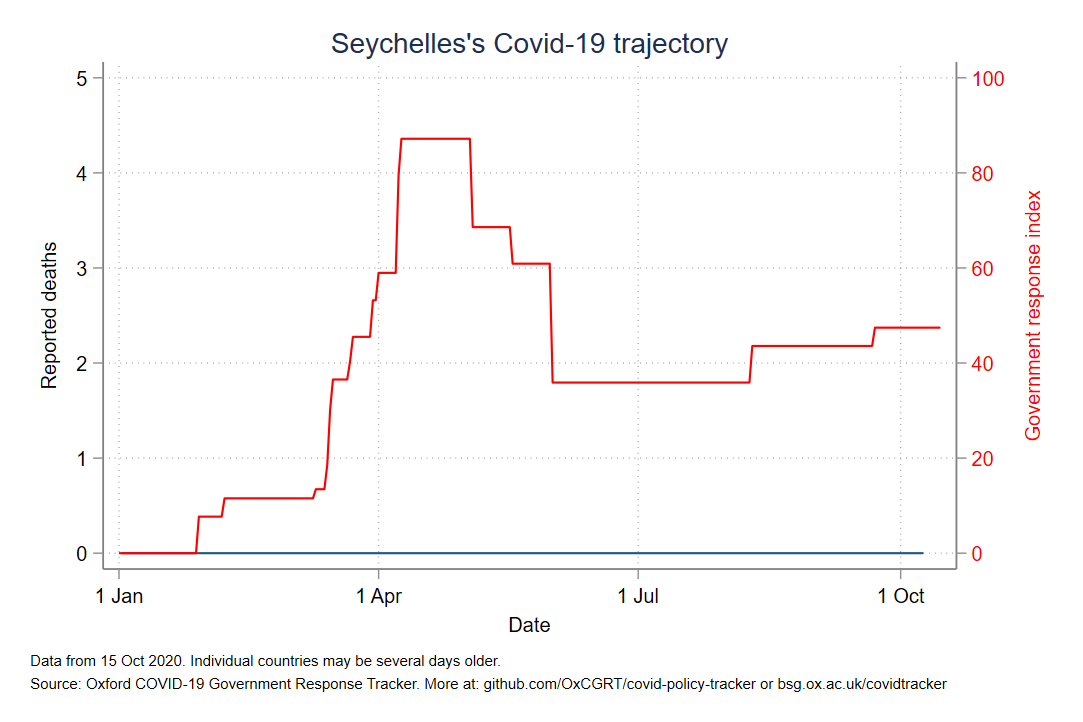 Seychelles's Covid-19 trajectory
5
4
3
2
1
0
Reported deaths
100
80
60
40
20
0
Government response index
1 Jan
1 Apr
1 Jul
1 Oct
Date
Data from 15 Oct 2020. Individual countries may be several days older.
Source: Oxford COVID-19 Government Response Tracker. More at: github.com/OxCGRT/covid-policy-tracker or bsg.ox.ac.uk/covidtracker